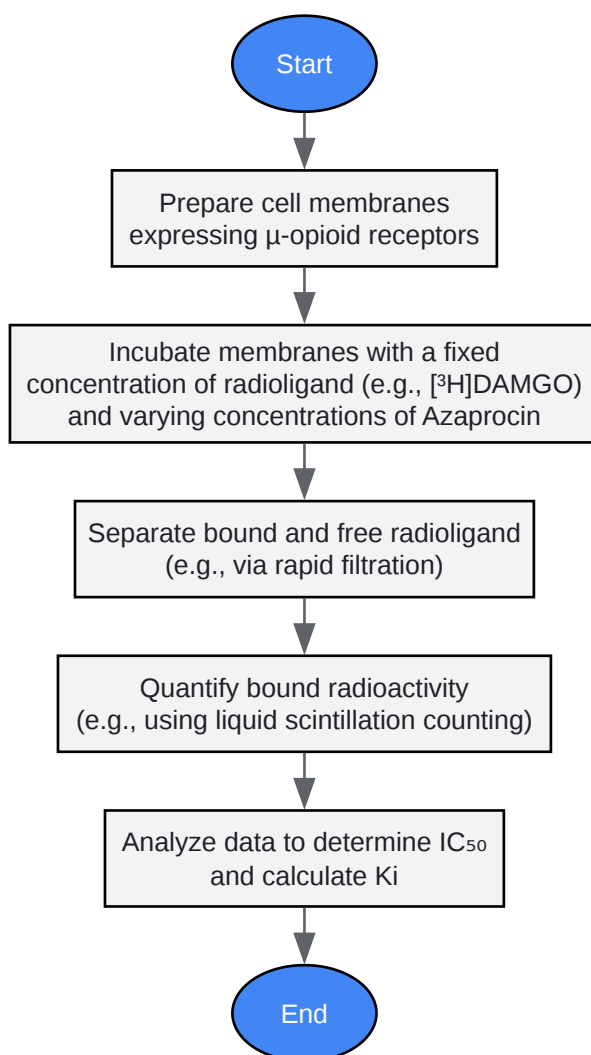 Start
Prepare cell membranes
expressing µ-opioid receptors
Incubate membranes with a fixed
concentration of radioligand (e.g., [³H]DAMGO)
and varying concentrations of Azaprocin
Separate bound and free radioligand
(e.g., via rapid filtration)
Quantify bound radioactivity
(e.g., using liquid scintillation counting)
Analyze data to determine IC₅₀
and calculate Ki
End